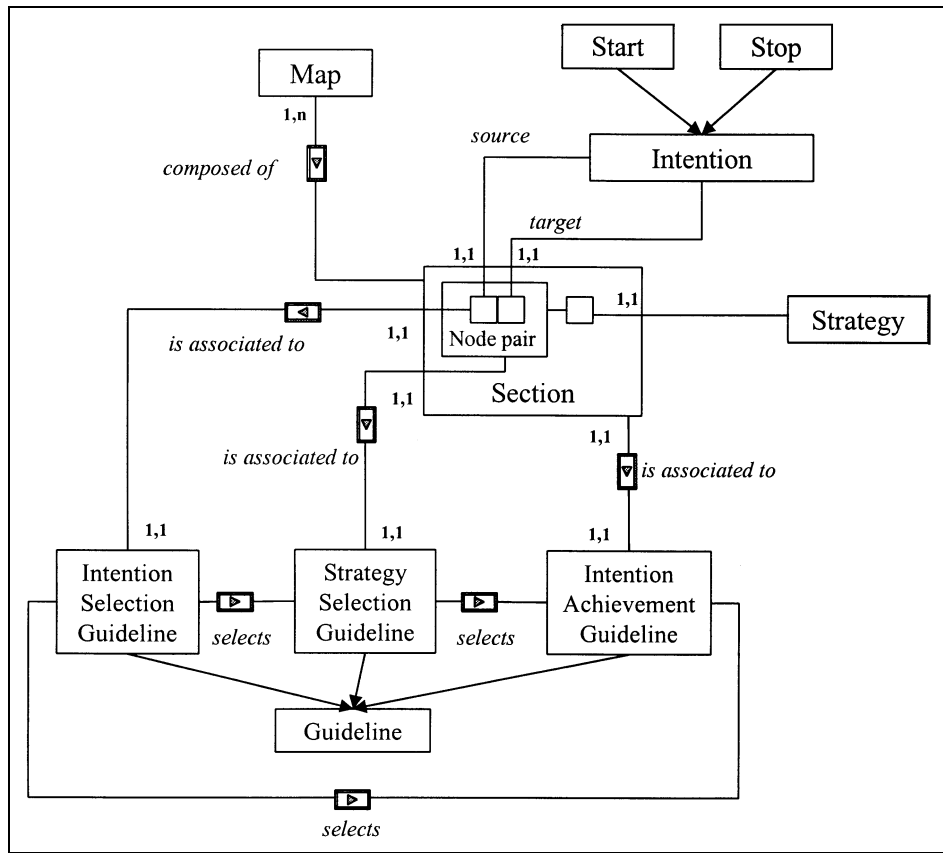 Start
Stop
Map
1,n
source
composed of
Intention
target
1,1
1,1
1,1
1,1
Strategy
is associated to
Node pair
Section
1,1
1,1
is associated to
is associated to
1,1
1,1
1,1
Intention
Selection
Guideline
Strategy
Selection
Guideline
Intention
Achievement
Guideline
selects
selects
Guideline
selects